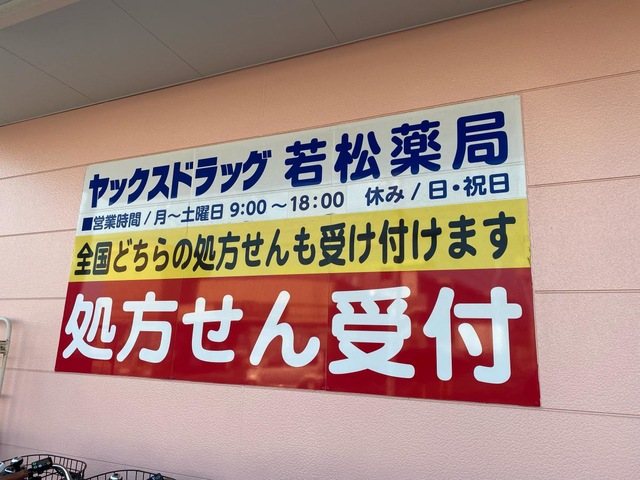 ヤックスドラッグ 若松薬局
■営業時間/月～土曜日 9:00～18:00 休み/日・祝日
全国どちらの処方せんも受け付けます
処方せん受付